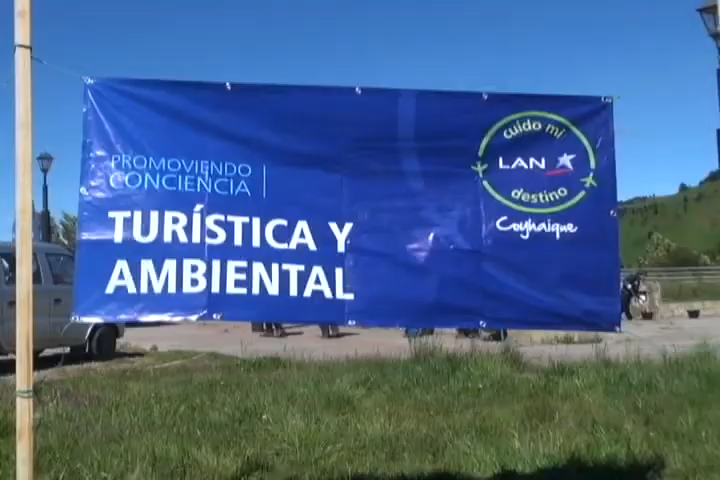 PROMOVIENDO
CONCIENCIA
TURÍSTICA Y
AMBIENTAL
cuido mi
LAN
destino
Coyhaique